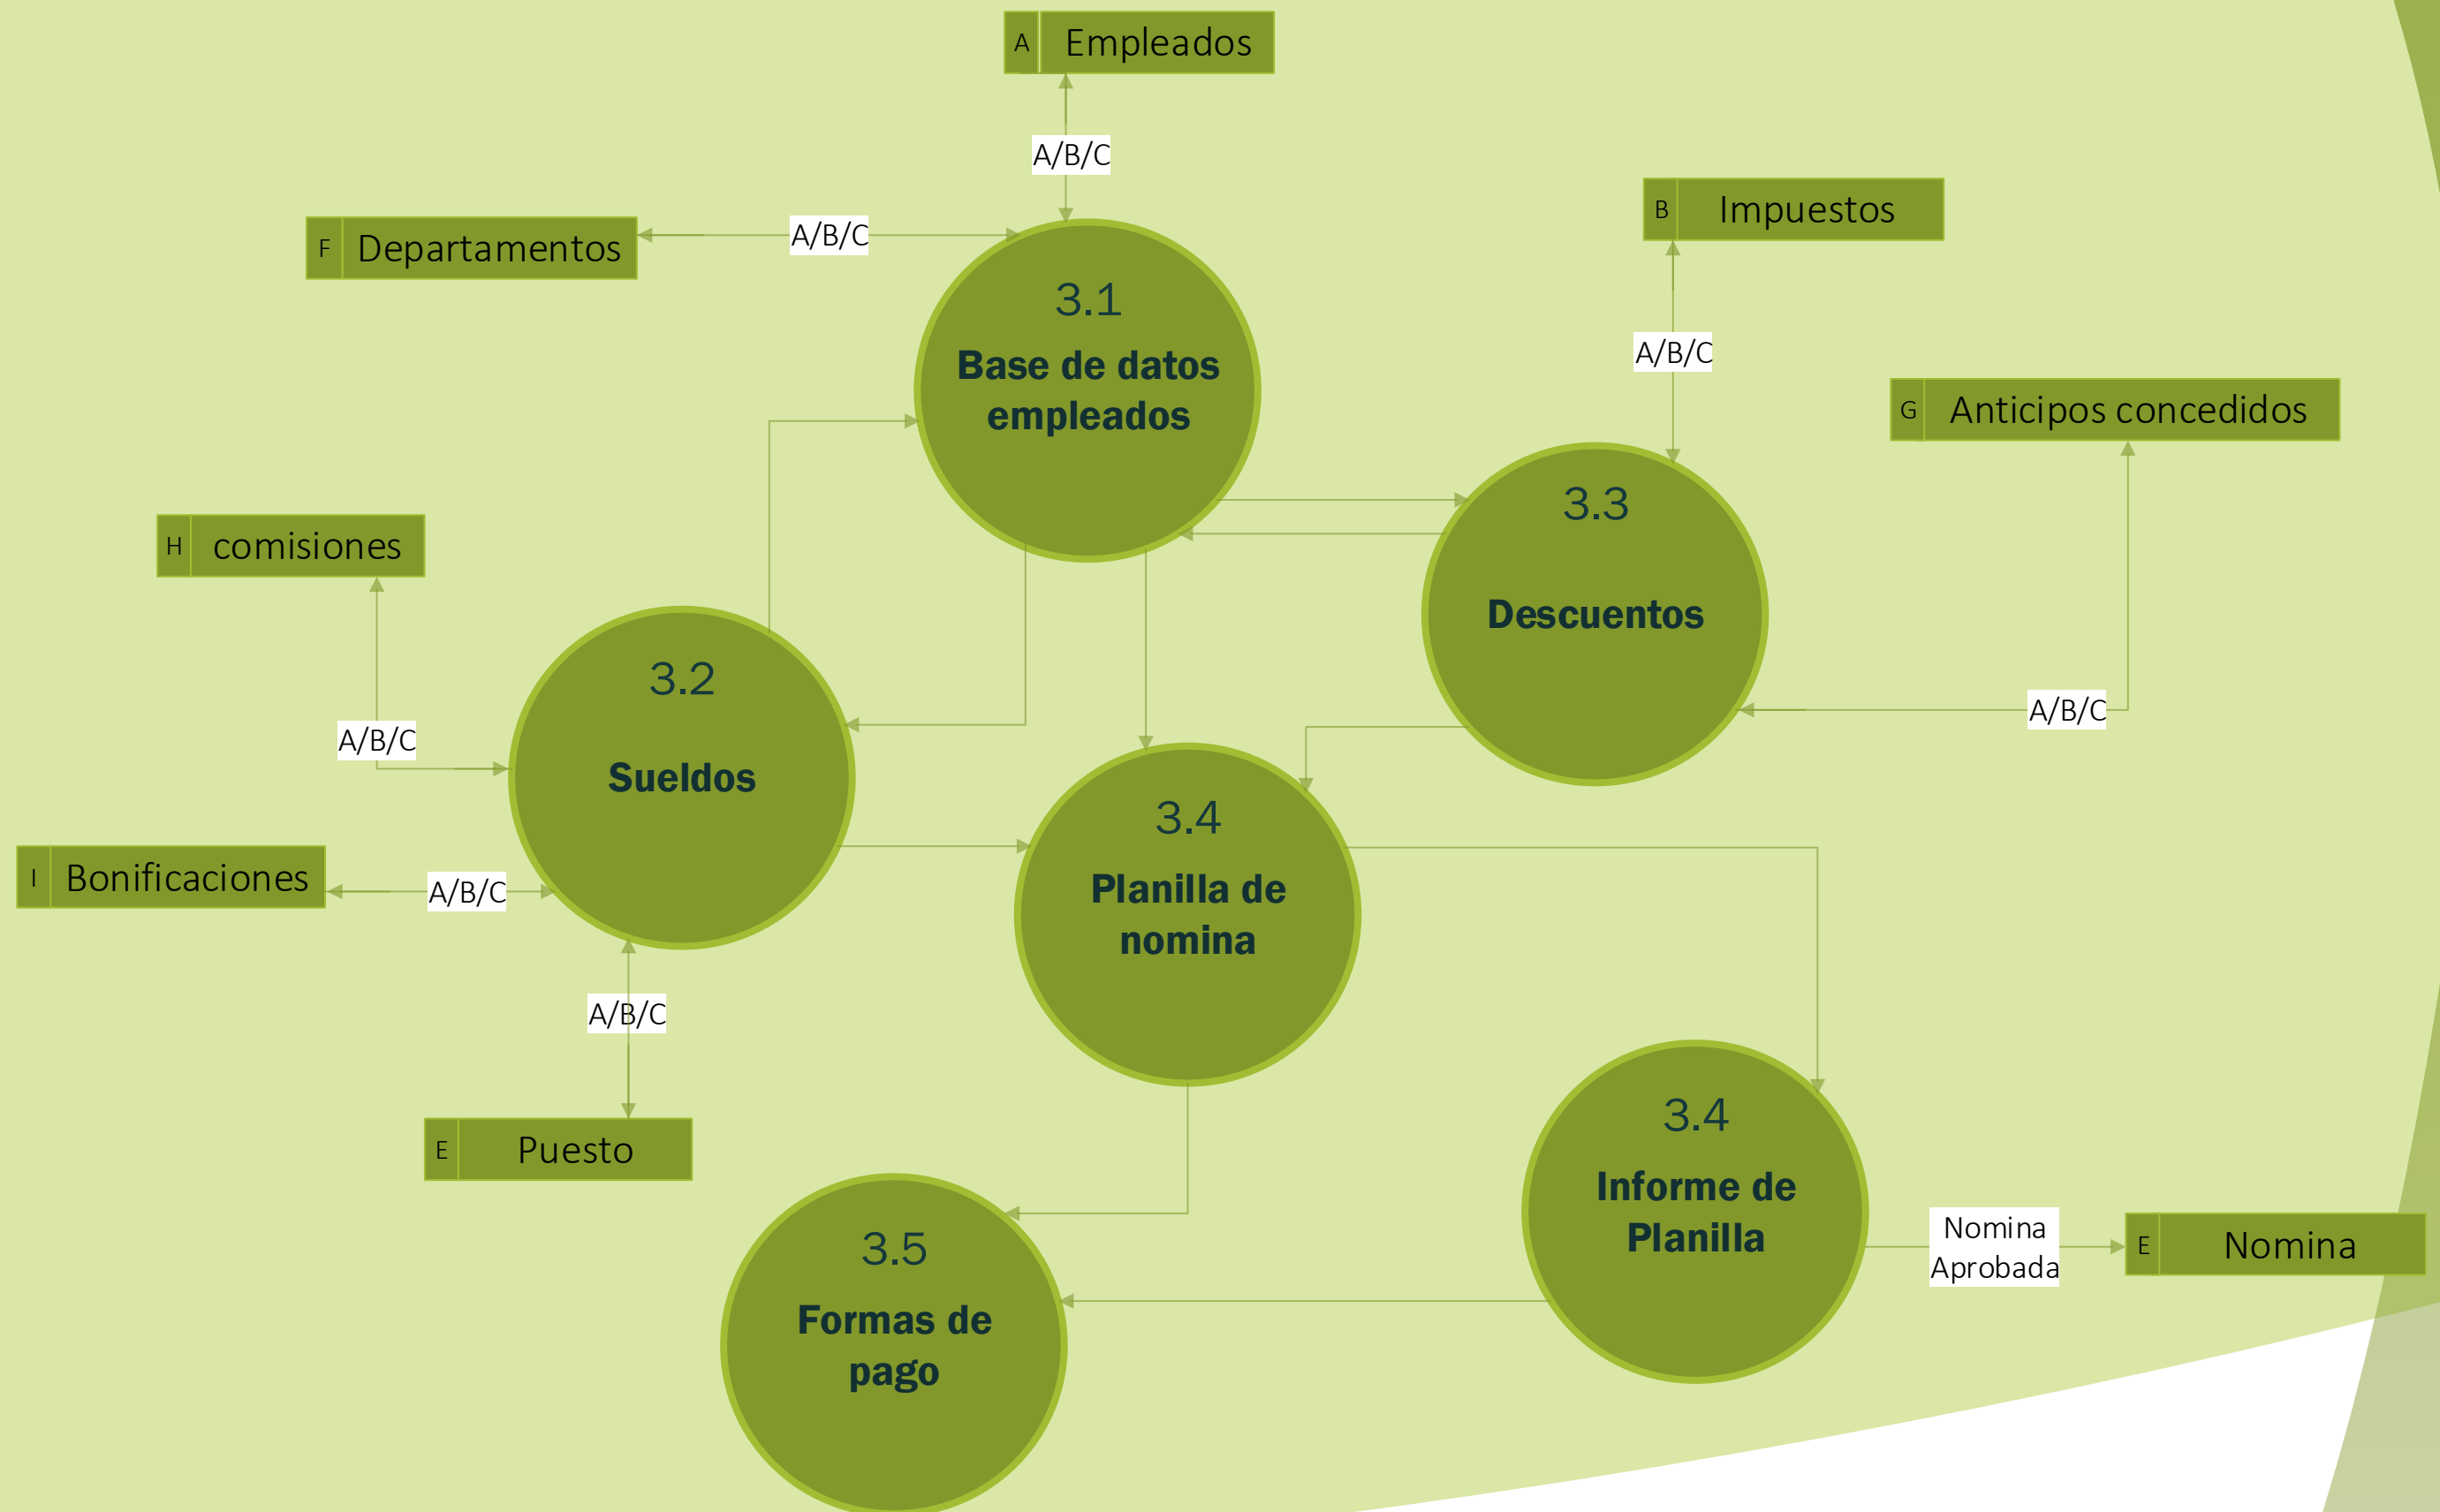 A Empleados
A/B/C
B Impuestos
F Departamentos
A/B/C
3.1
Base de datos
empleados
A/B/C
G Anticipos concedidos
3.3
Descuentos
H comisiones
3.2
Sueldos
A/B/C
A/B/C
3.4
Planilla de
nomina
I Bonificaciones
A/B/C
A/B/C
E Puesto
3.4
Informe de
Planilla
Nomina
Aprobada
E Nomina
3.5
Formas de
pago